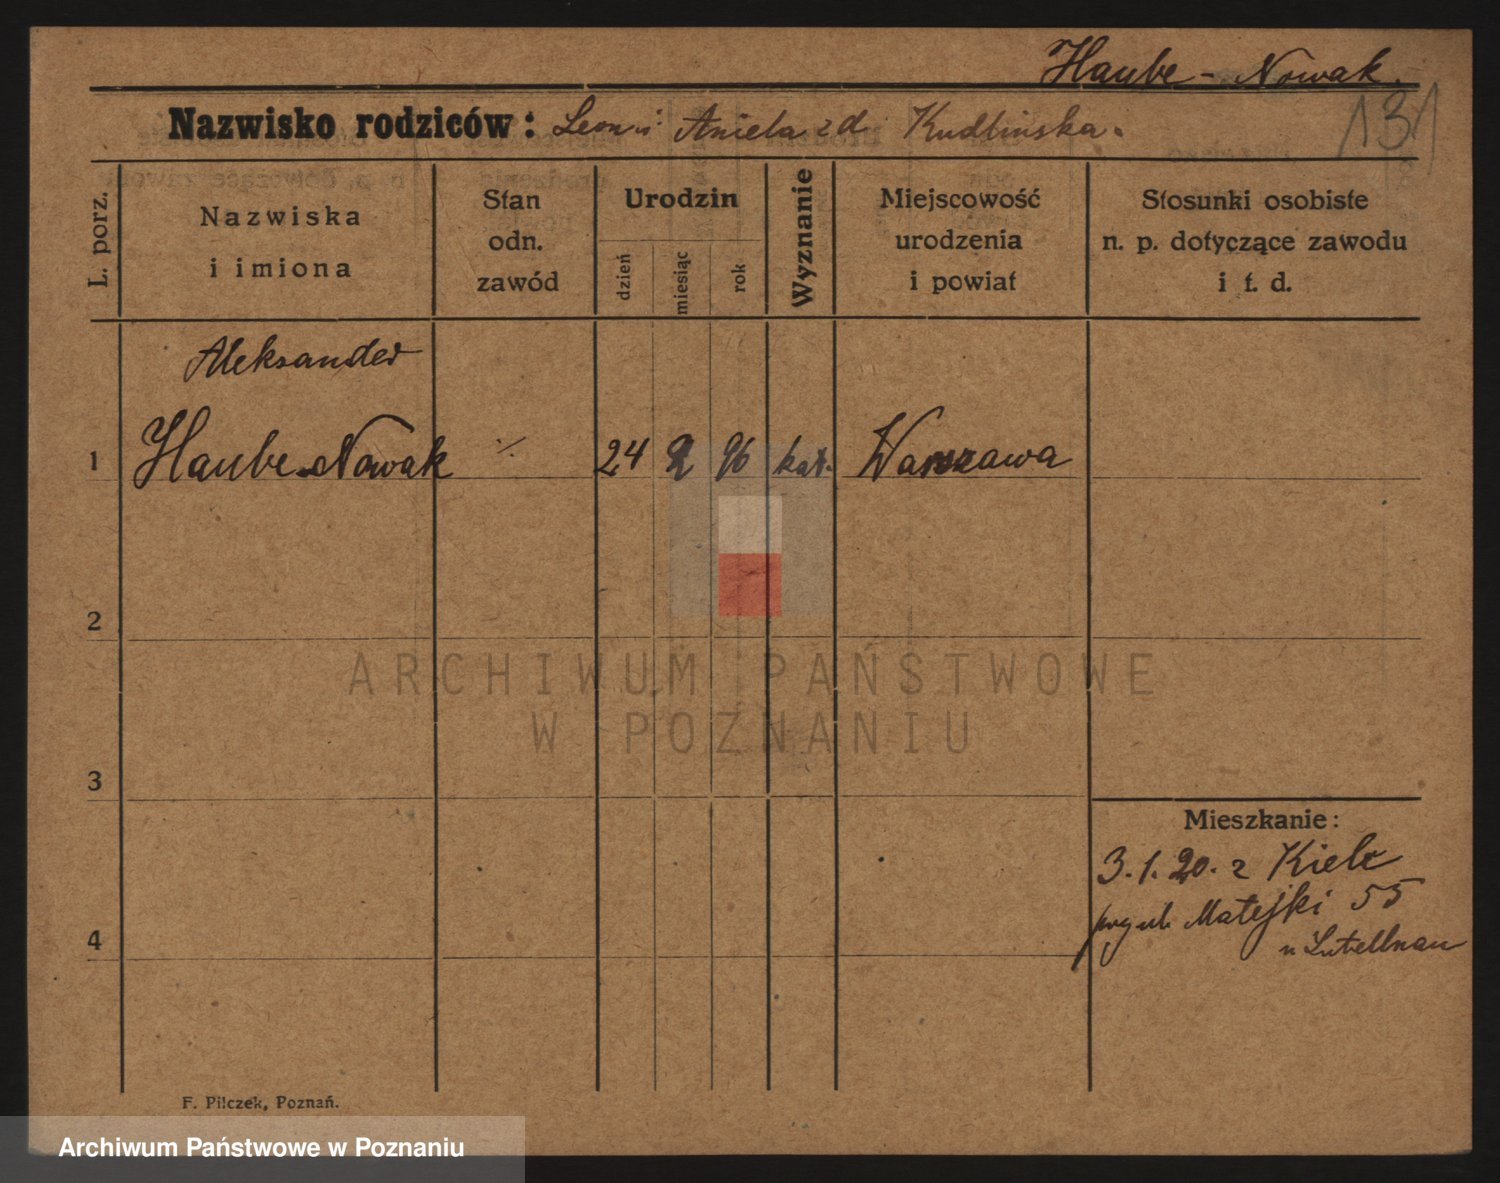 Haube - Nowak.
131
Nazwisko rodziców: Leon i Aniela zd. Kudlińska.
L. porz.
Nazwiska
i imiona
Stan
odn.
zawód
Urodzin
dzień
miesiąc
rok
Wyznanie
Miejscowość
urodzenia
i powiat
Stosunki osobiste
n. p. dotyczące zawodu
i t. d.
Aleksander
1 Haube-Nowak ·/· 24 2 96 kat. Warszawa
2
ARCHIWUM PAŃSTWOWE
W POZNANIU
3
Mieszkanie:
3.1.20. z Kielc
Matejki 55
4
F. Pilczek, Poznań.
Archiwum Państwowe w Poznaniu